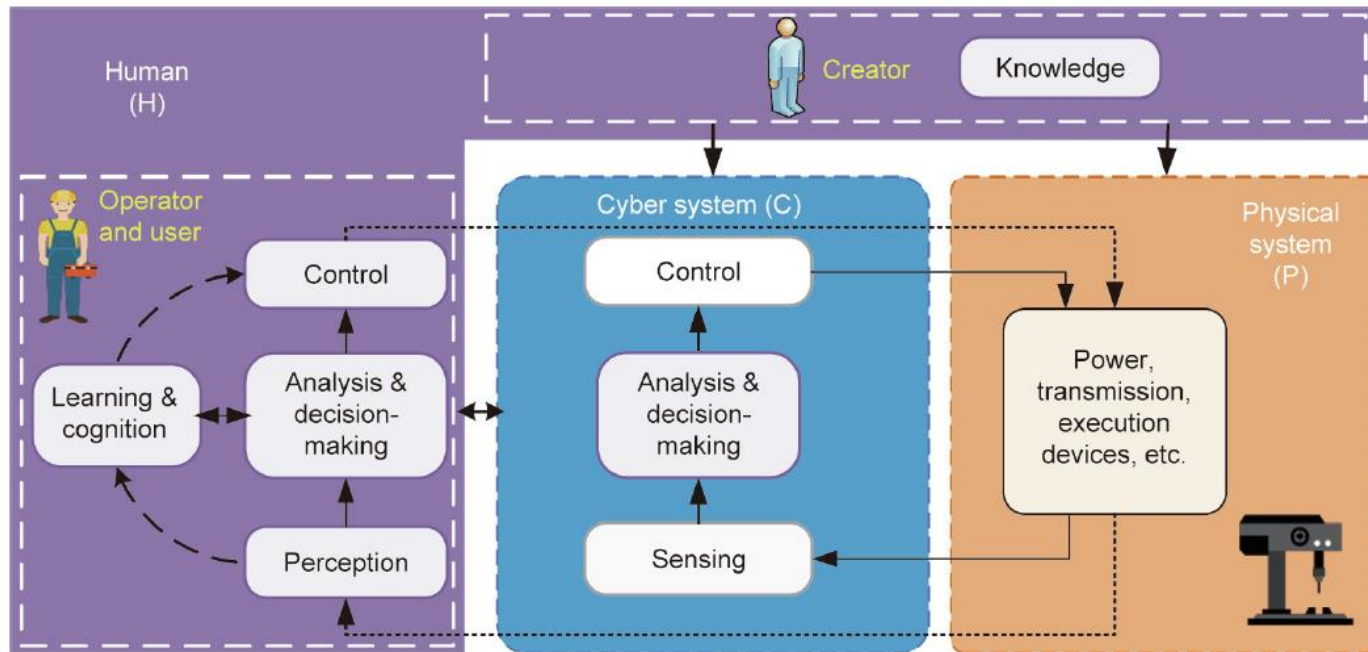 Human
(H)
Creator
Knowledge
Operator
and user
Control
Learning &
cognition
Analysis &
decision-
making
Perception
Cyber system (C)
Control
Analysis &
decision-
making
Sensing
Physical
system
(P)
Power,
transmission,
execution
devices, etc.